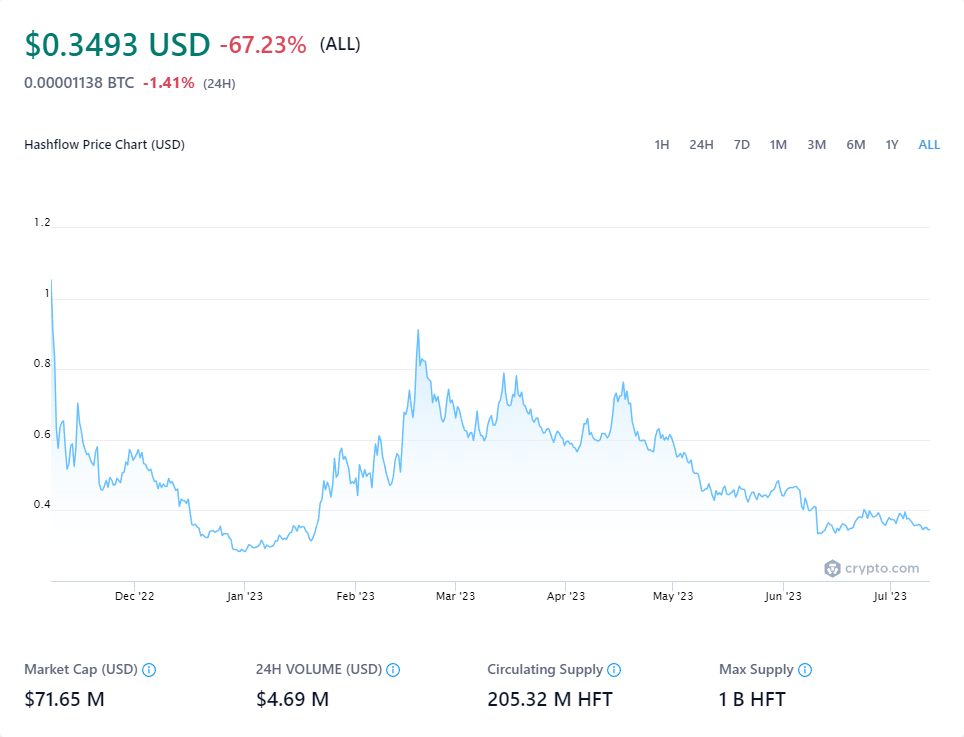 $0.3493 USD -67.23% (ALL)
0.00001138 BTC -1.41% (24H)
Hashflow Price Chart (USD) 1H 24H 7D 1M 3M 6M 1Y ALL
1.2
1
0.8
0.6
0.4
crypto.com
Dec '22 Jan '23 Feb '23 Mar '23 Apr '23 May '23 Jun '23 Jul '23
Market Cap (USD) 24H VOLUME (USD) Circulating Supply Max Supply
$71.65 M $4.69 M 205.32 M HFT 1 B HFT